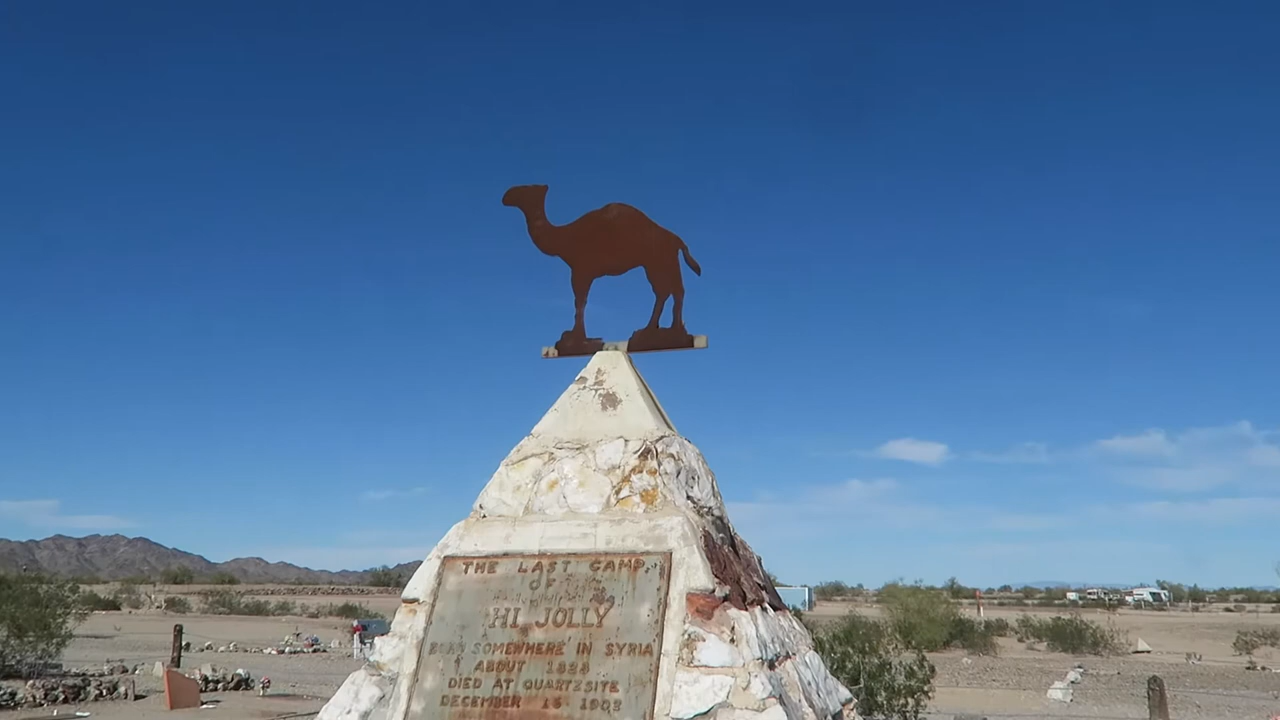 THE LAST CAMP
OF
HI JOLLY
BORN SOMEWHERE IN SYRIA
ABOUT 1828
DIED AT QUARTZSITE
DECEMBER 16 1902